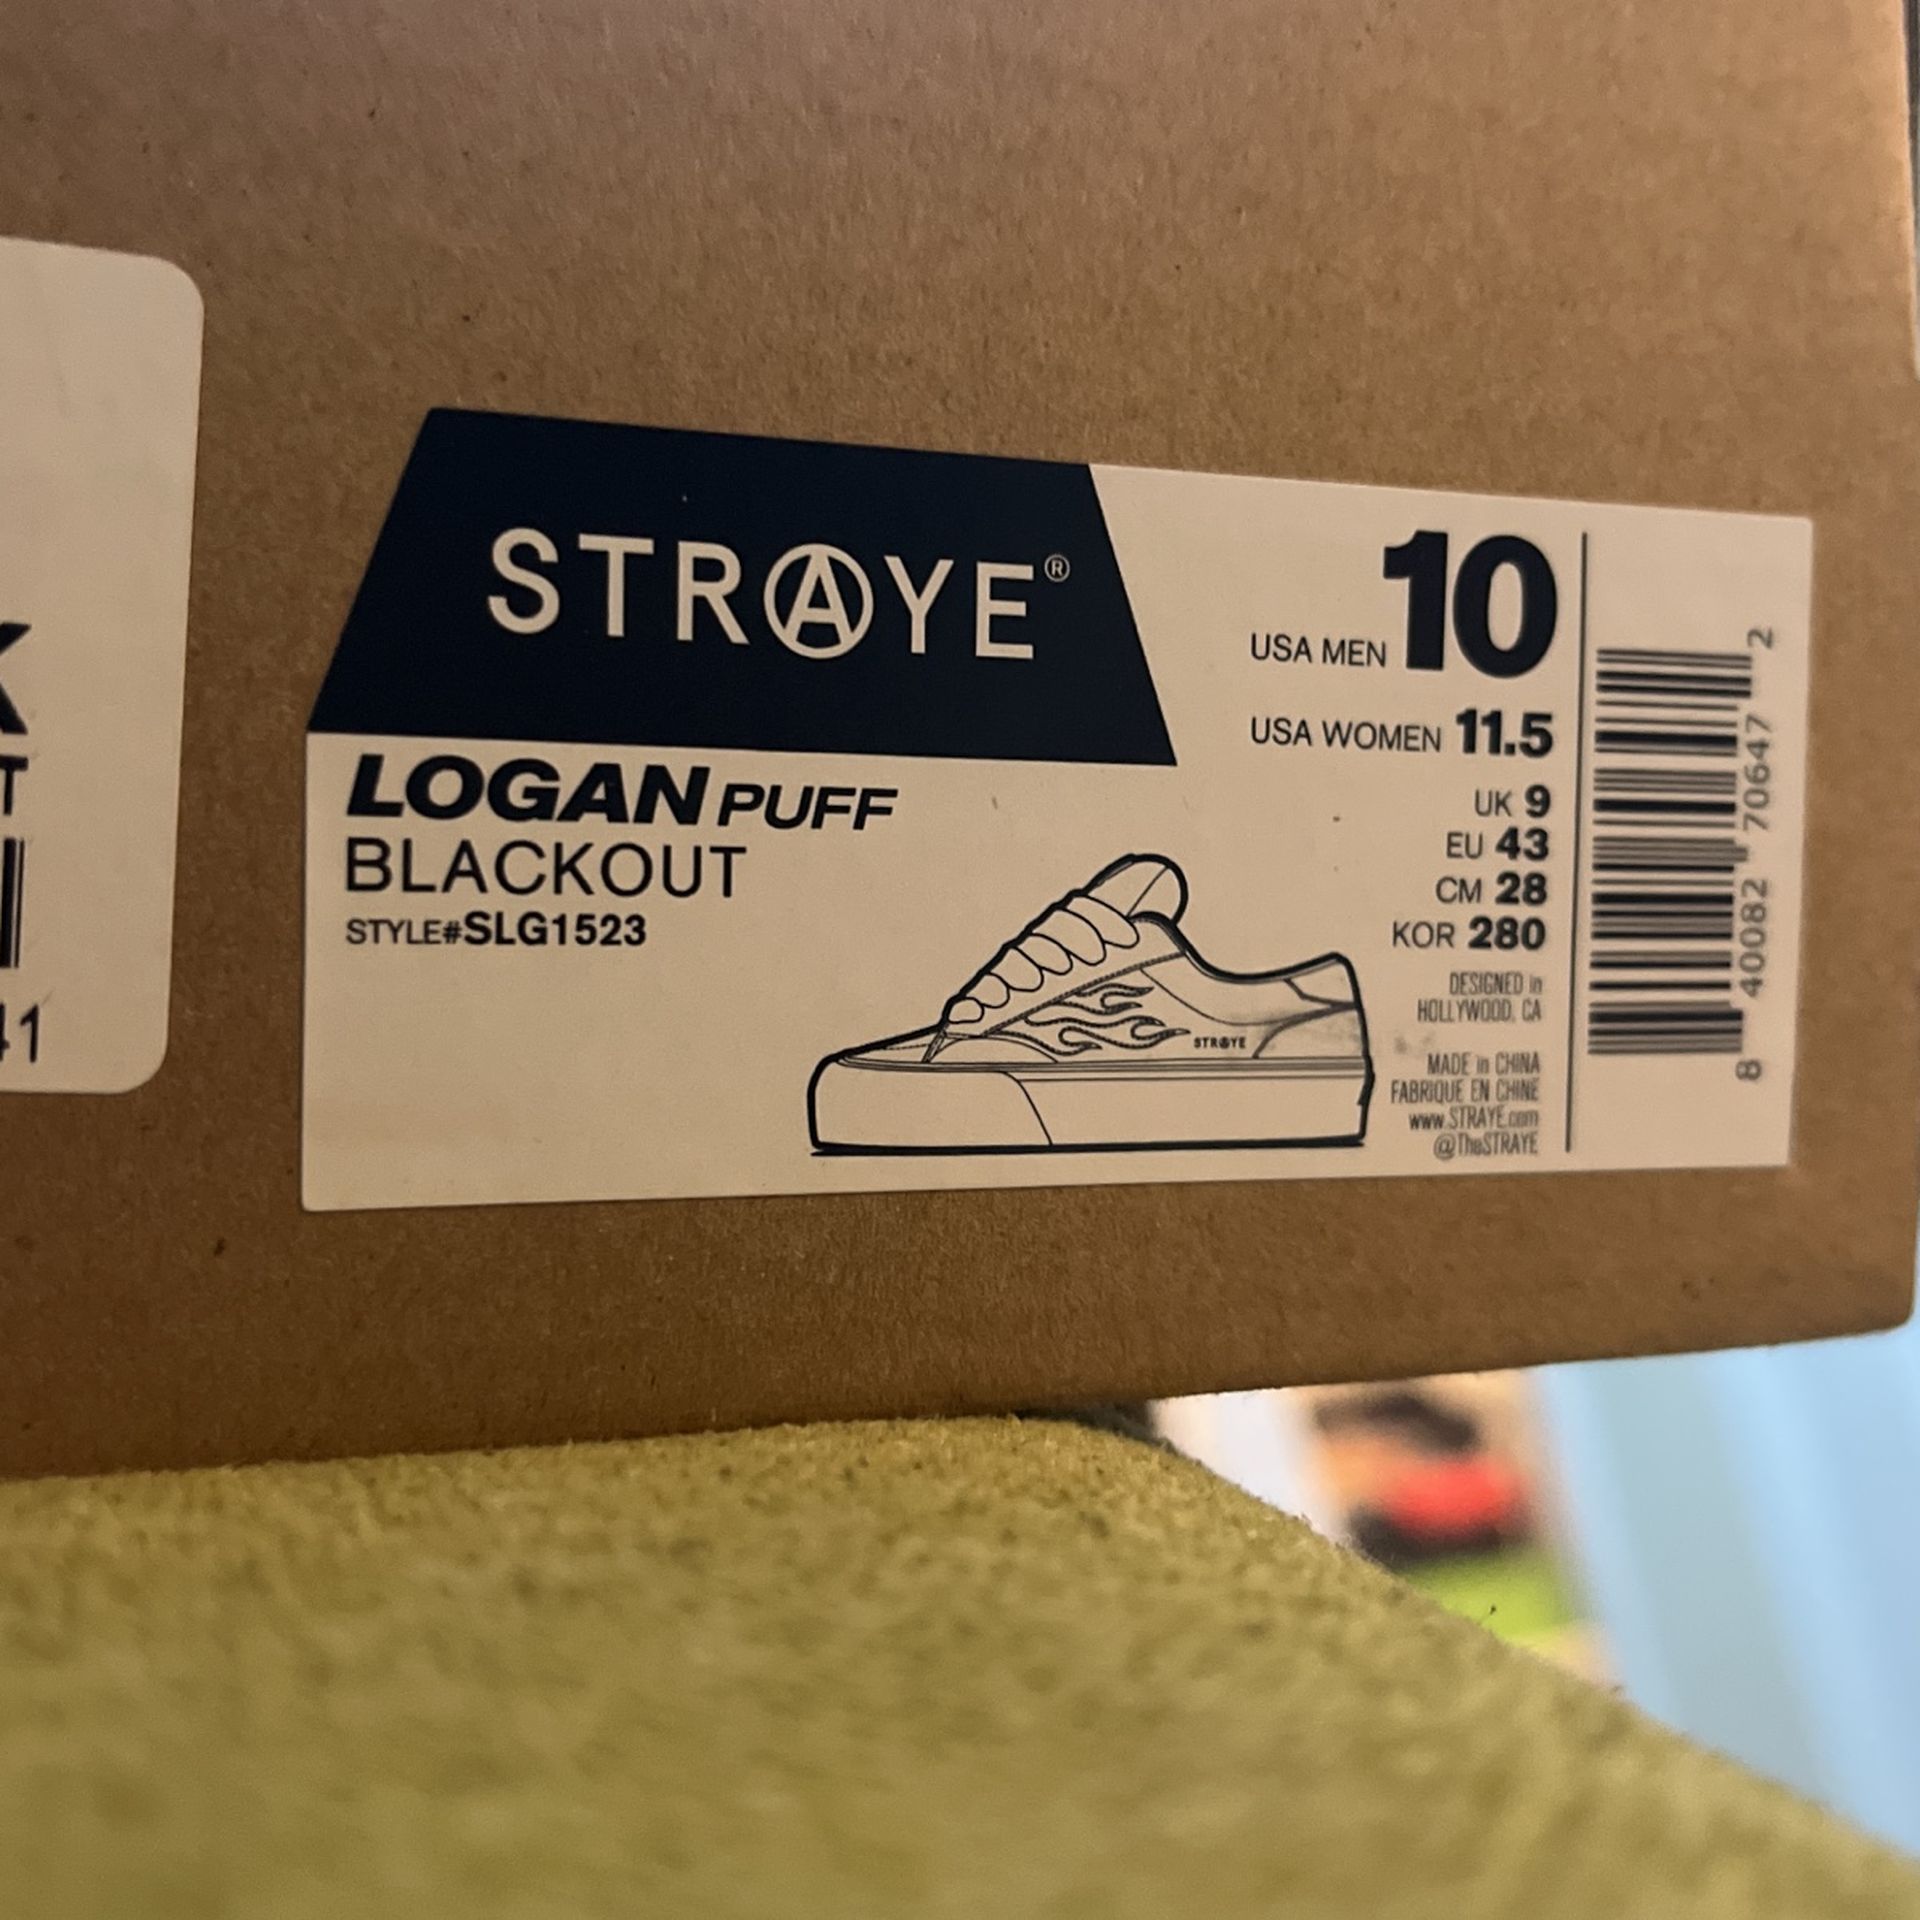 STRAYE®
LOGAN PUFF
BLACKOUT
STYLE#SLG1523
STRAYE
USA MEN 10
USA WOMEN 11.5
UK 9
EU 43
CM 28
KOR 280
DESIGNED in
HOLLYWOOD, CA
MADE in CHINA
FABRIQUE EN CHINE
www.STRAYE.com
@TheSTRAYE
8 40082 70647 2
K
T
41